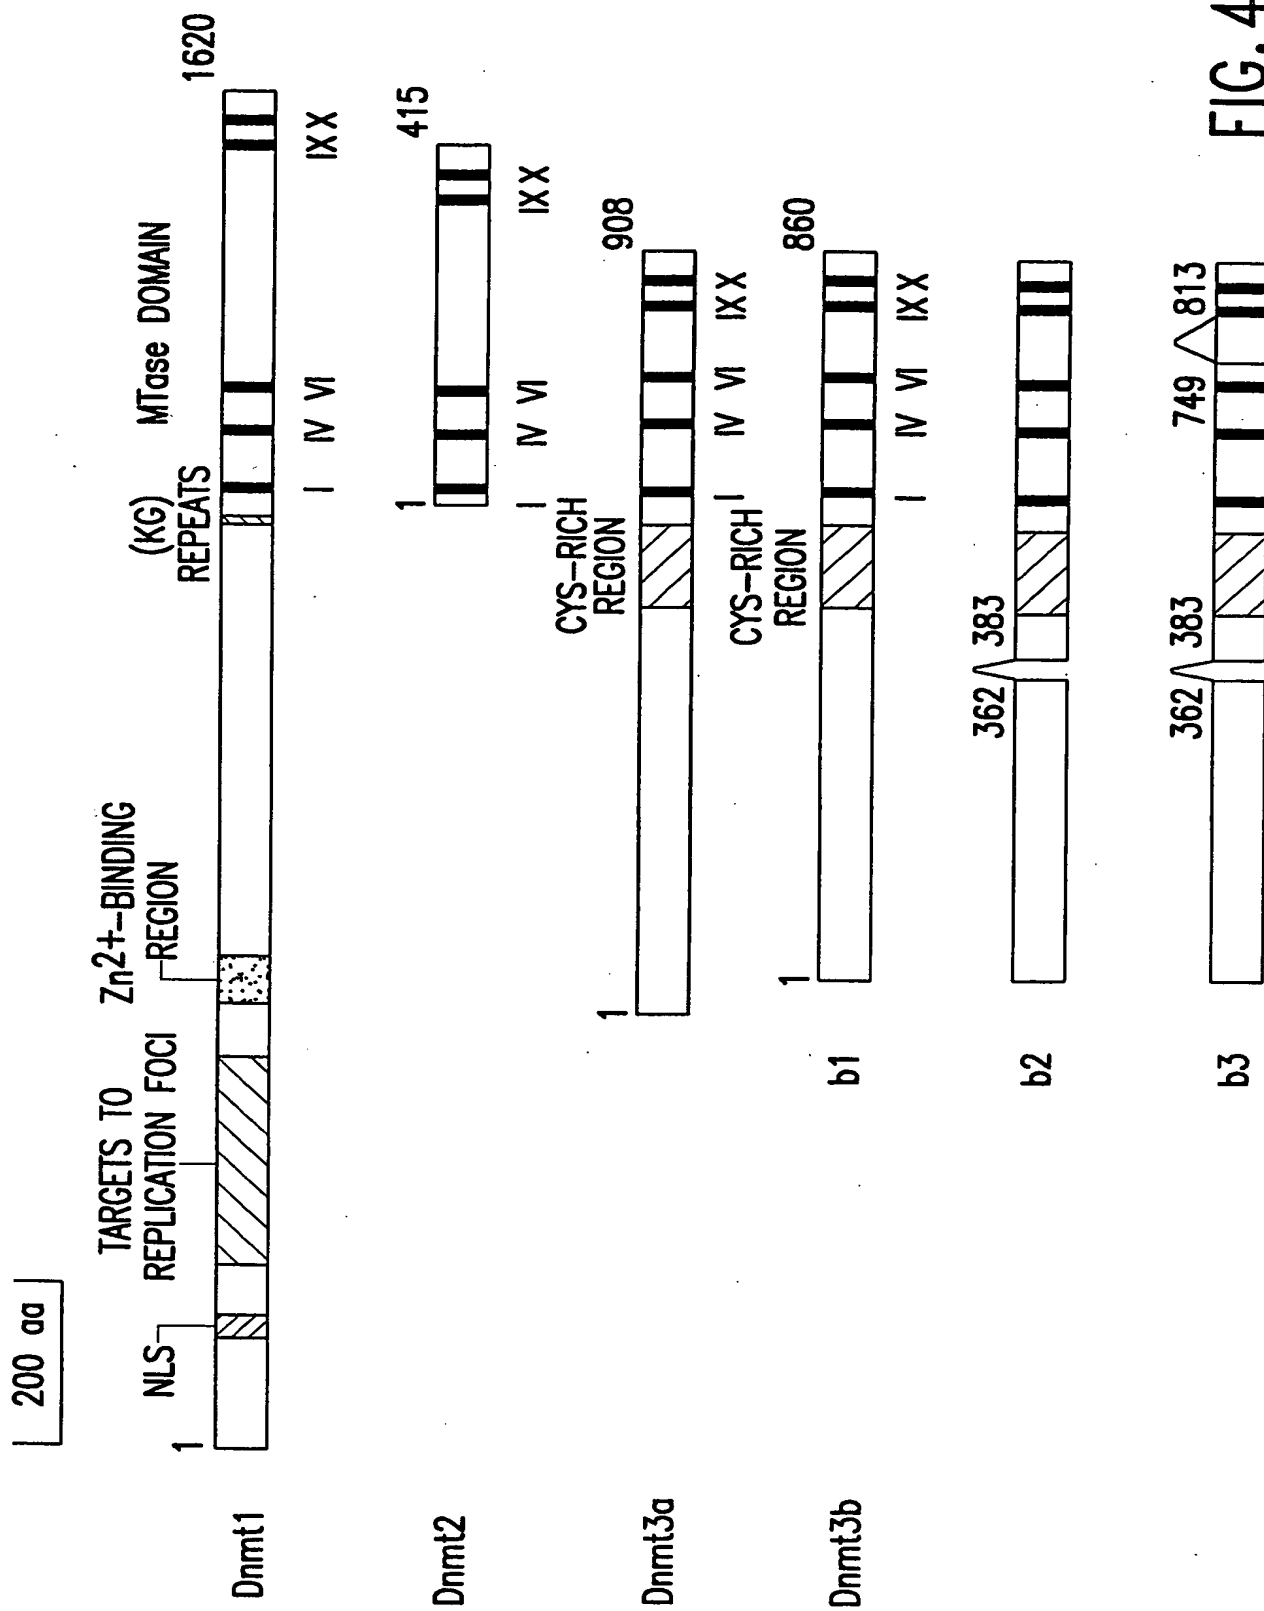 200 aa
NLS
TARGETS TO
REPLICATION FOCI
Zn2+-BINDING
REGION
(KG)
REPEATS
MTase DOMAIN
1
1620
Dnmt1
I IV VI IX X
1
415
Dnmt2
I IV VI IX X
CYS-RICH
REGION
1
908
Dnmt3a
I IV VI IX X
CYS-RICH
REGION
1
860
Dnmt3b
b1
I IV VI IX X
362 383
b2
362 383 749 813
b3
FIG. 4